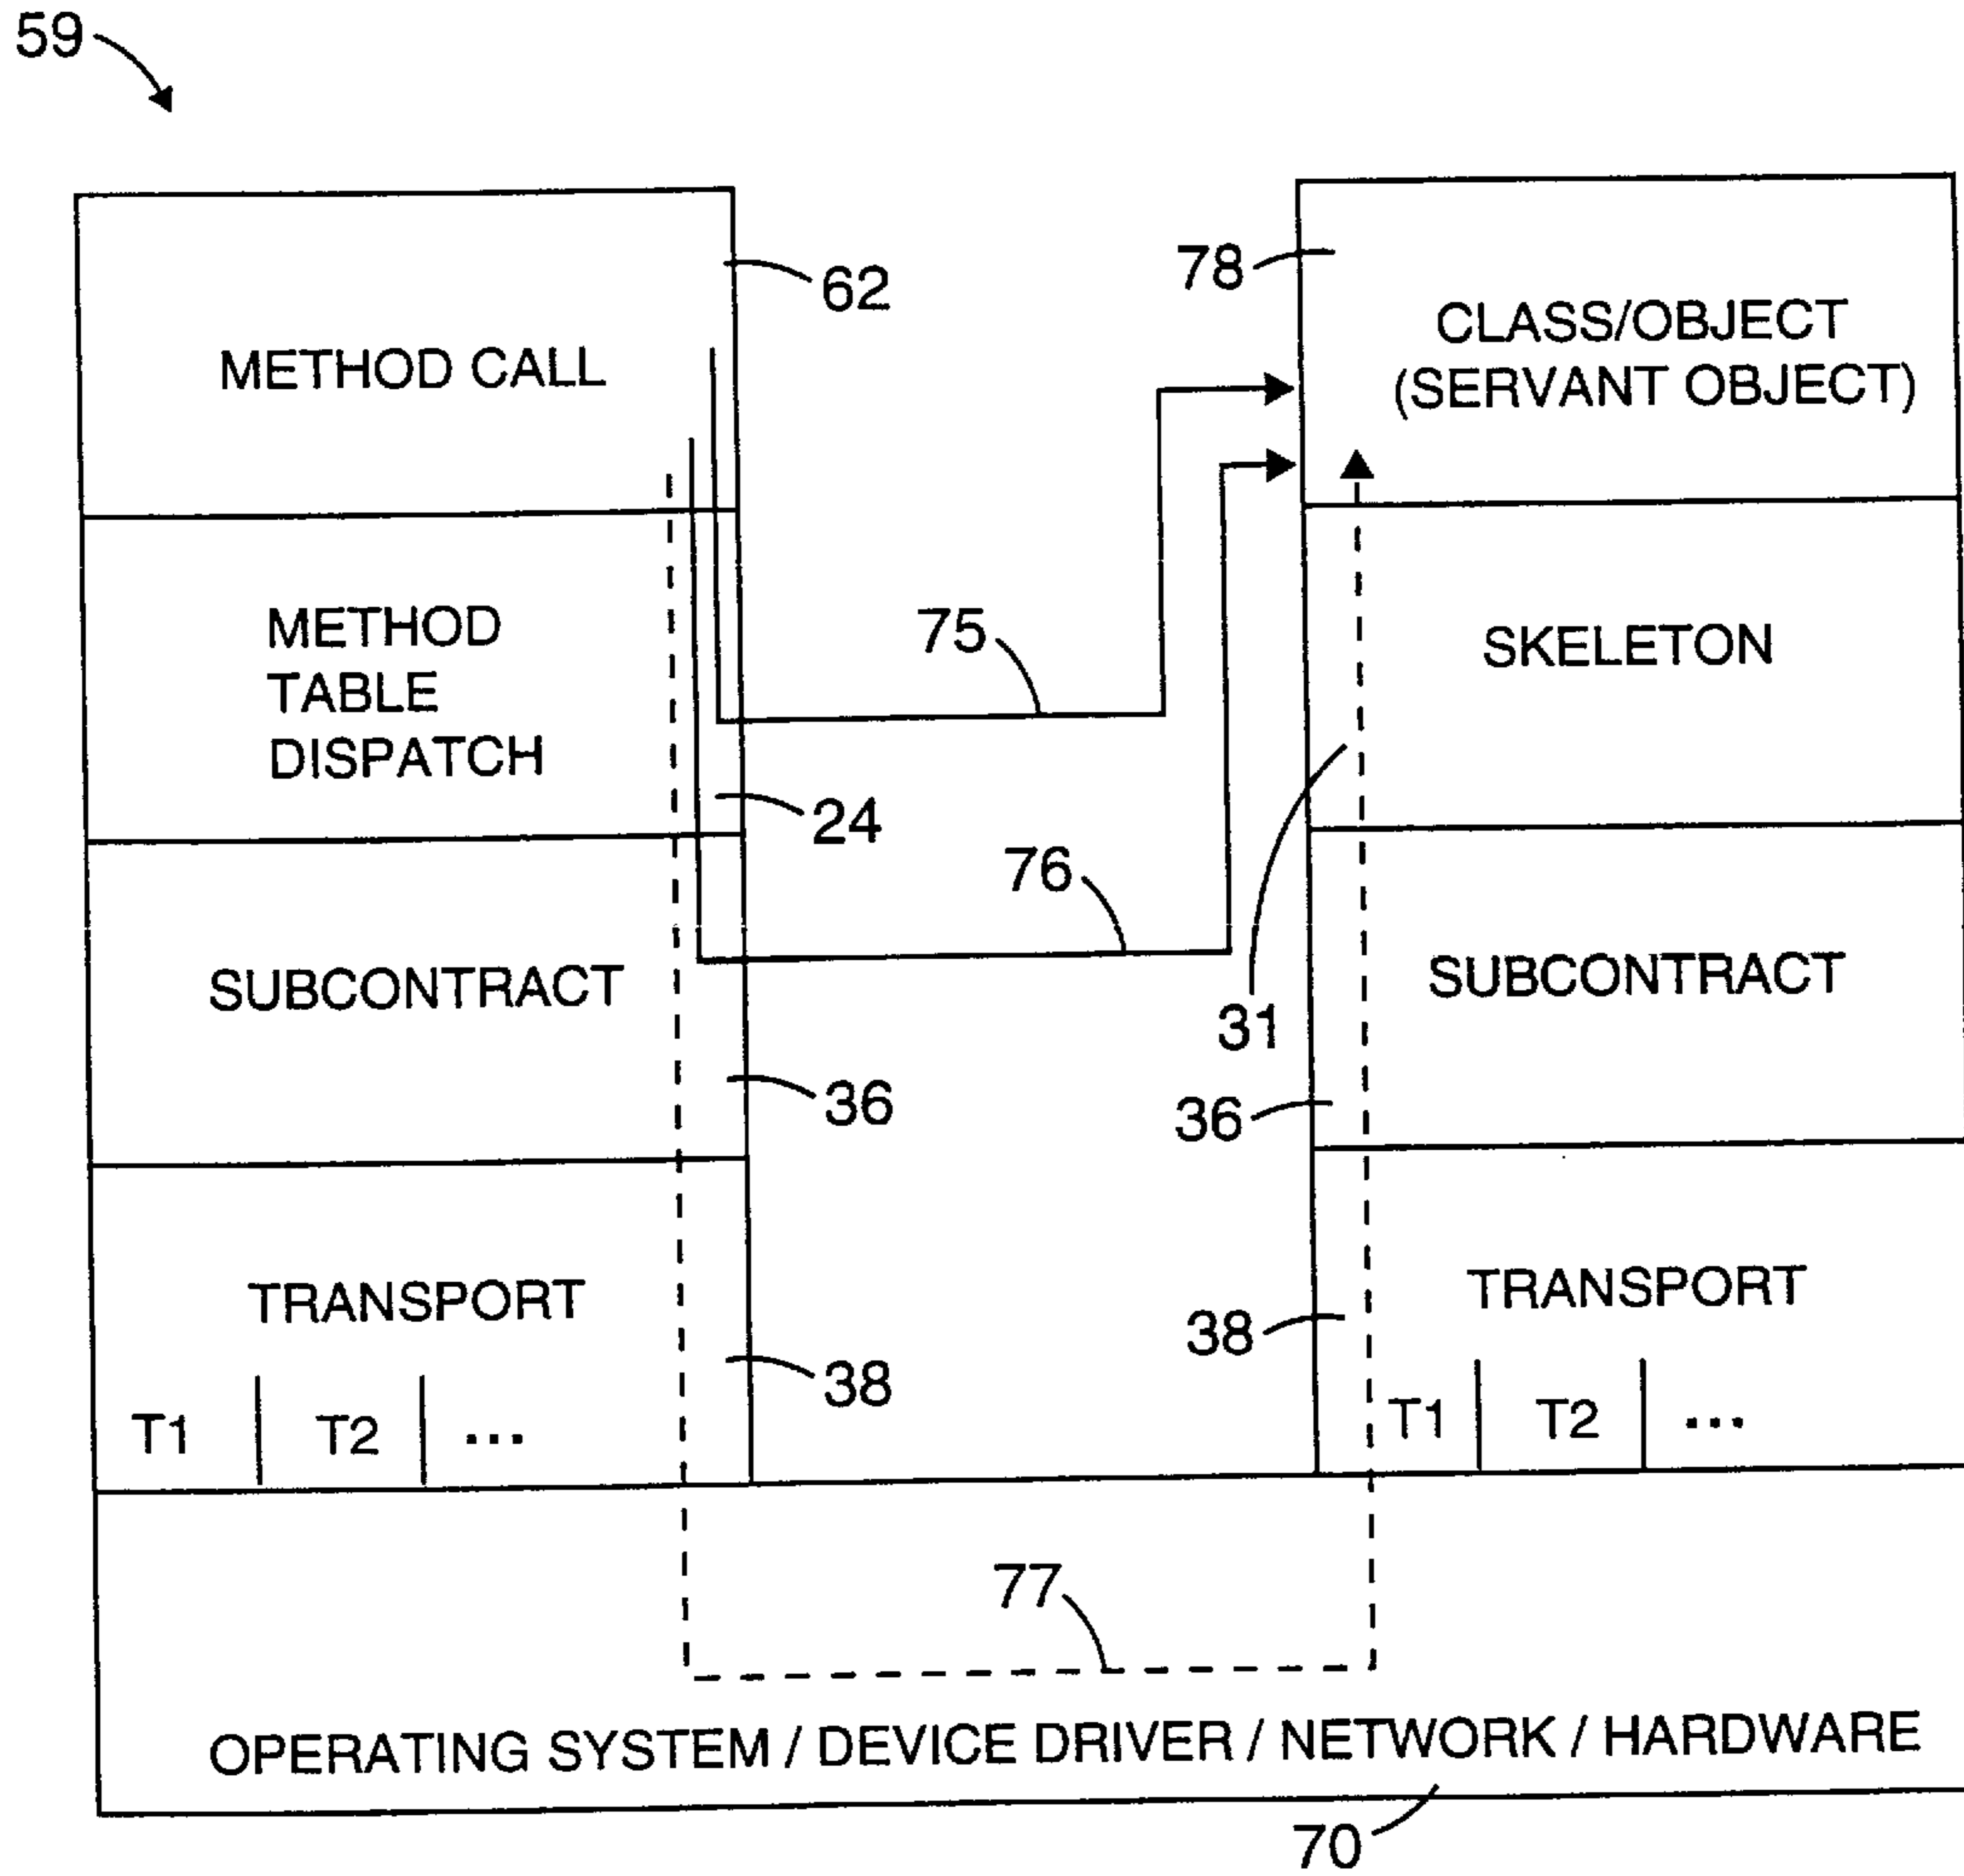 59
62
78
METHOD CALL
CLASS/OBJECT
(SERVANT OBJECT)
METHOD
TABLE
DISPATCH
75
SKELETON
24
76
SUBCONTRACT
SUBCONTRACT
31
36
36
TRANSPORT
TRANSPORT
38
38
T1
T2
...
T1
T2
...
77
OPERATING SYSTEM / DEVICE DRIVER / NETWORK / HARDWARE
70